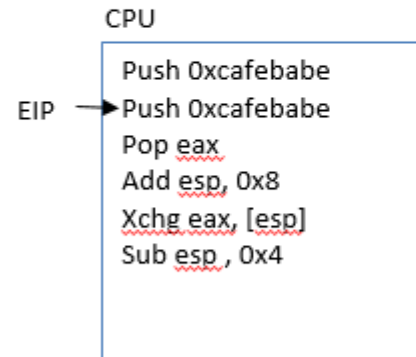 CPU
Push 0xcafebabe
EIP Push 0xcafebabe
Pop eax
Add esp, 0x8
Xchg eax, [esp]
Sub esp , 0x4